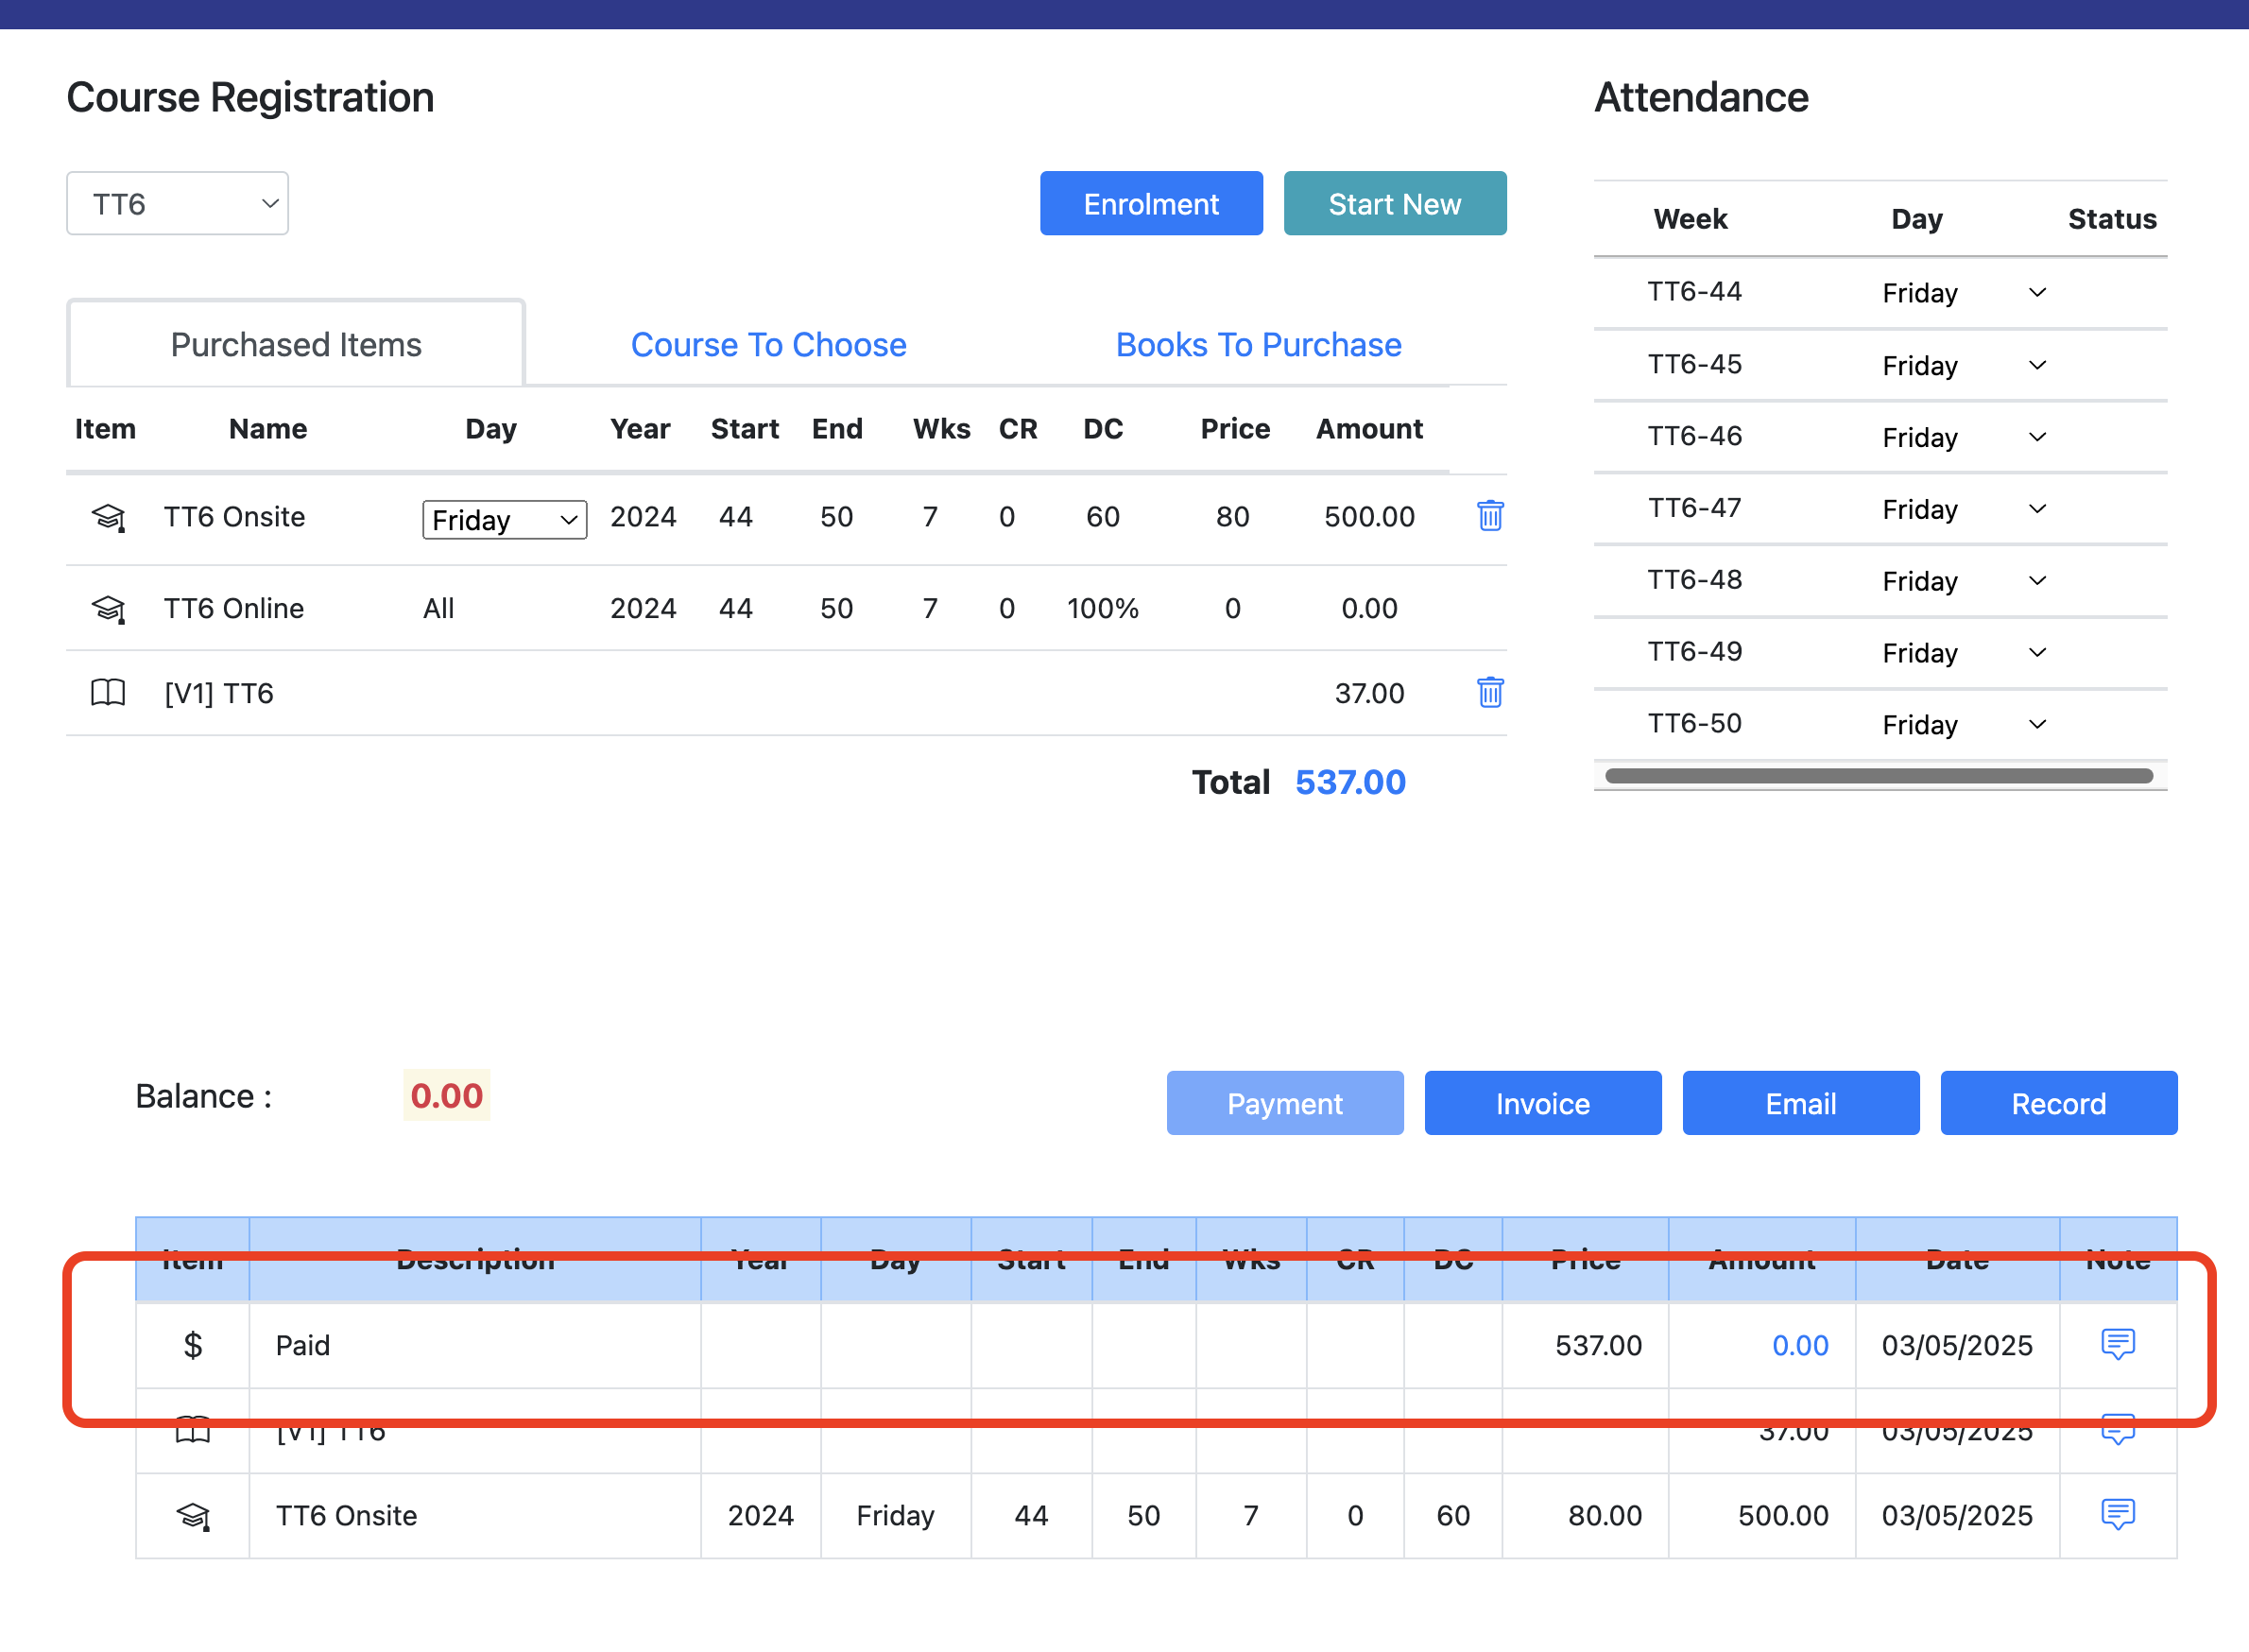 Course Registration
Attendance
TT6
Enrolment
Start New
Week Day Status
TT6-44 Friday
TT6-45 Friday
TT6-46 Friday
TT6-47 Friday
TT6-48 Friday
TT6-49 Friday
TT6-50 Friday
Purchased Items
Course To Choose
Books To Purchase
Item Name Day Year Start End Wks CR DC Price Amount
TT6 Onsite Friday 2024 44 50 7 0 60 80 500.00
TT6 Online All 2024 44 50 7 0 100% 0 0.00
[V1] TT6 37.00
Total 537.00
Balance : 0.00
Payment
Invoice
Email
Record
Item Description Year Day Start End Wks CR DC Price Amount Date Note
$ Paid 537.00 0.00 03/05/2025
[V1] TT6 37.00 03/05/2025
TT6 Onsite 2024 Friday 44 50 7 0 60 80.00 500.00 03/05/2025